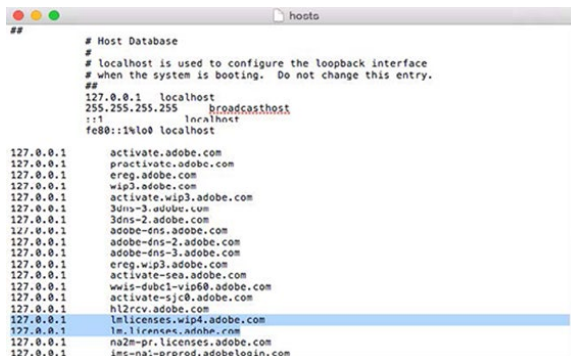 hosts
##
# Host Database
#
# localhost is used to configure the loopback interface
# when the system is booting. Do not change this entry.
##
127.0.0.1 localhost
255.255.255.255 broadcasthost
::1 localhost
fe80::1%lo0 localhost
127.0.0.1 activate.adobe.com
127.0.0.1 practivate.adobe.com
127.0.0.1 ereg.adobe.com
127.0.0.1 wip3.adobe.com
127.0.0.1 activate.wip3.adobe.com
127.0.0.1 3dns-3.adobe.com
127.0.0.1 3dns-2.adobe.com
127.0.0.1 adobe-dns.adobe.com
127.0.0.1 adobe-dns-2.adobe.com
127.0.0.1 adobe-dns-3.adobe.com
127.0.0.1 ereg.wip3.adobe.com
127.0.0.1 activate-sea.adobe.com
127.0.0.1 wwis-dubc1-vip60.adobe.com
127.0.0.1 activate-sjc0.adobe.com
127.0.0.1 hl2rcv.adobe.com
127.0.0.1 lmlicenses.wip4.adobe.com
127.0.0.1 lm.licenses.adobe.com
127.0.0.1 na2m-pr.licenses.adobe.com
127.0.0.1 ims-na1-prprod.adobelogin.com